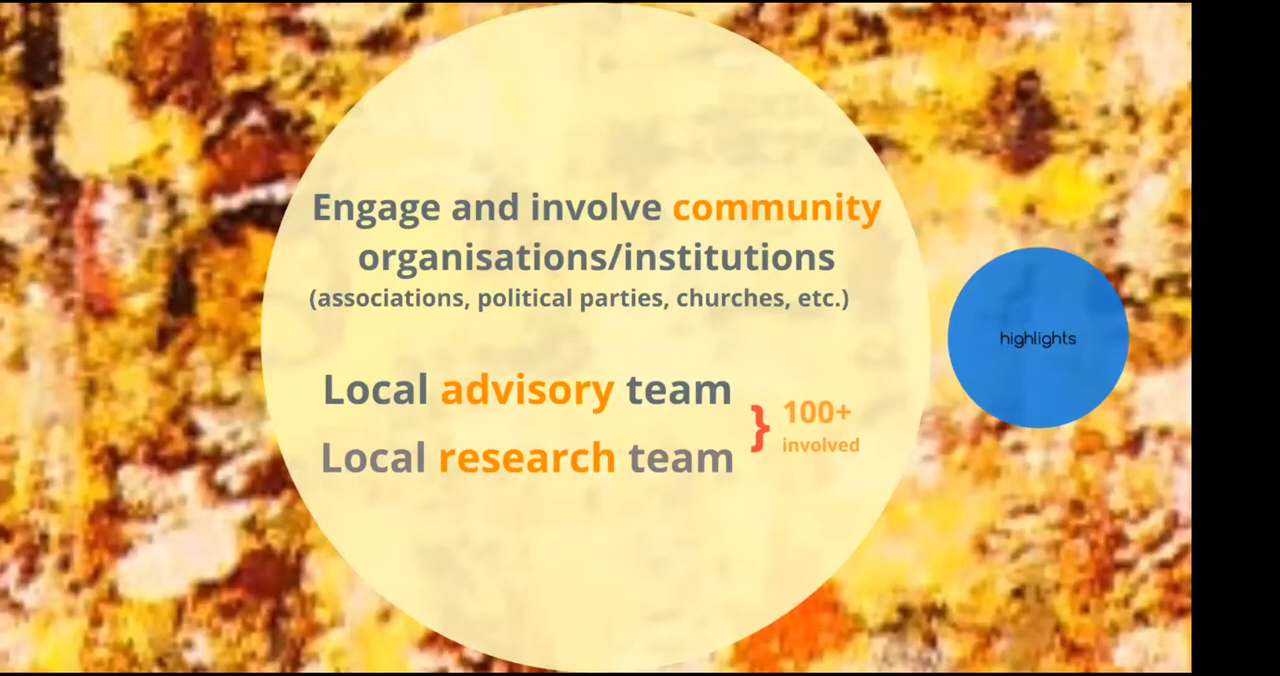 Engage and involve community
organisations/institutions
(associations, political parties, churches, etc.)
Local advisory team
Local research team
}
100+
involved
highlights